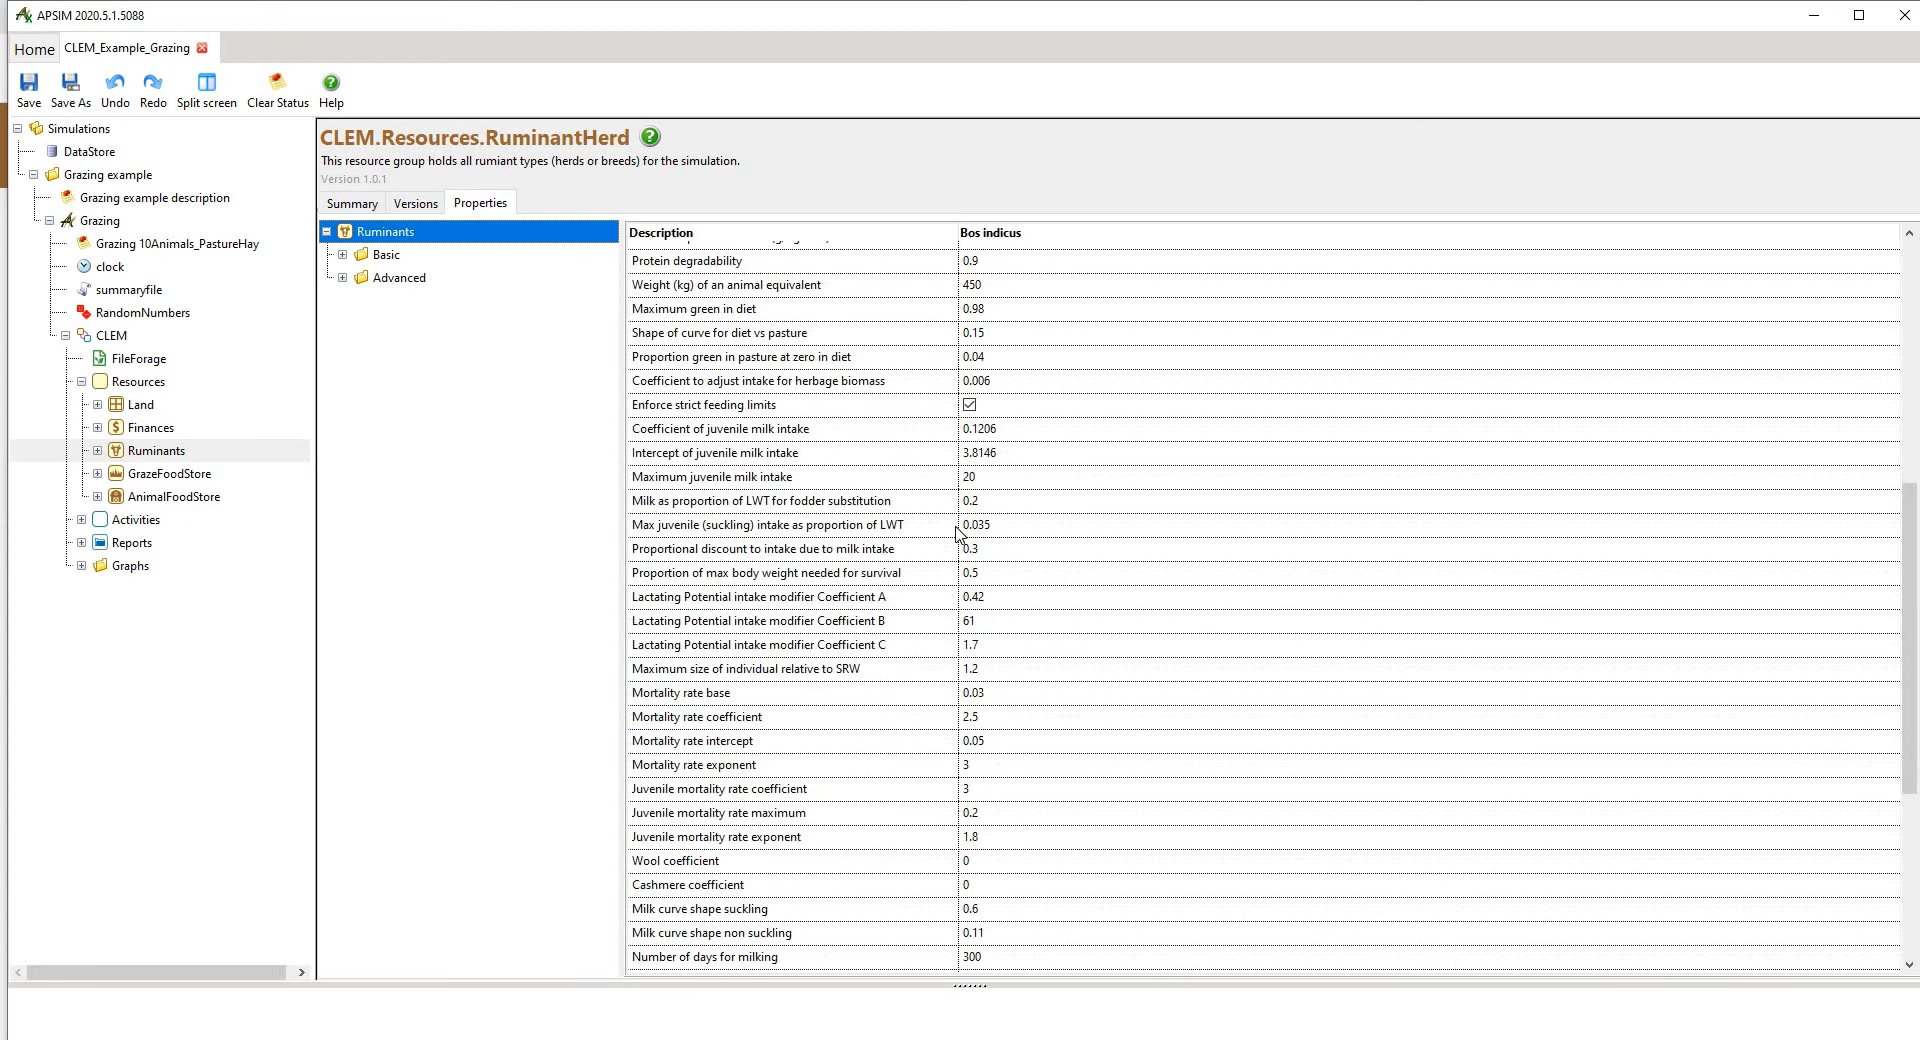 APSIM 2020.5.1.5088
Home CLEM_Example_Grazing
Save Save As Undo Redo Split screen Clear Status Help
Simulations
DataStore
Grazing example
Grazing example description
Grazing
Grazing 10Animals_PastureHay
clock
summaryfile
RandomNumbers
CLEM
FileForage
Resources
Land
Finances
Ruminants
GrazeFoodStore
AnimalFoodStore
Activities
Reports
Graphs
CLEM.Resources.RuminantHerd
This resource group holds all rumiant types (herds or breeds) for the simulation.
Version 1.0.1
Summary Versions Properties
Ruminants
Basic
Advanced
Description Bos indicus
Protein degradability 0.9
Weight (kg) of an animal equivalent 450
Maximum green in diet 0.98
Shape of curve for diet vs pasture 0.15
Proportion green in pasture at zero in diet 0.04
Coefficient to adjust intake for herbage biomass 0.006
Enforce strict feeding limits
Coefficient of juvenile milk intake 0.1206
Intercept of juvenile milk intake 3.8146
Maximum juvenile milk intake 20
Milk as proportion of LWT for fodder substitution 0.2
Max juvenile (suckling) intake as proportion of LWT 0.035
Proportional discount to intake due to milk intake 0.3
Proportion of max body weight needed for survival 0.5
Lactating Potential intake modifier Coefficient A 0.42
Lactating Potential intake modifier Coefficient B 61
Lactating Potential intake modifier Coefficient C 1.7
Maximum size of individual relative to SRW 1.2
Mortality rate base 0.03
Mortality rate coefficient 2.5
Mortality rate intercept 0.05
Mortality rate exponent 3
Juvenile mortality rate coefficient 3
Juvenile mortality rate maximum 0.2
Juvenile mortality rate exponent 1.8
Wool coefficient 0
Cashmere coefficient 0
Milk curve shape suckling 0.6
Milk curve shape non suckling 0.11
Number of days for milking 300